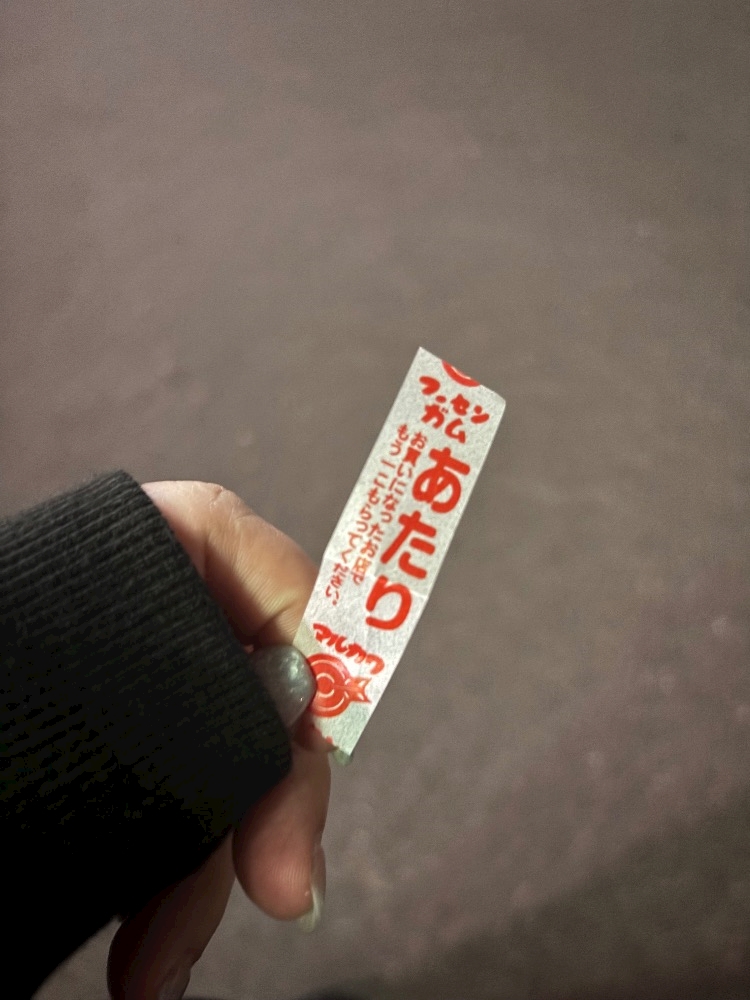 フーセン
ガム
あたり
お買いになったお店で
もう一こもらってください。
マルカワ